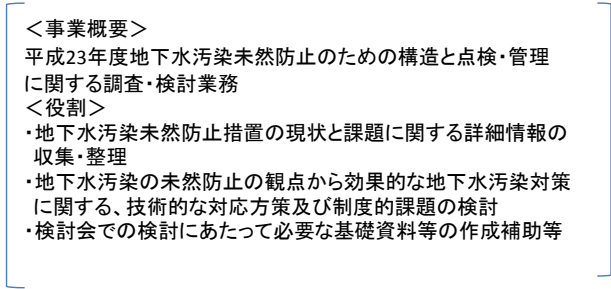 ＜事業概要＞
平成23年度地下水汚染未然防止のための構造と点検・管理
に関する調査・検討業務
＜役割＞
・地下水汚染未然防止措置の現状と課題に関する詳細情報の
収集・整理
・地下水汚染の未然防止の観点から効果的な地下水汚染対策
に関する、技術的な対応方策及び制度的課題の検討
・検討会での検討にあたって必要な基礎資料等の作成補助等